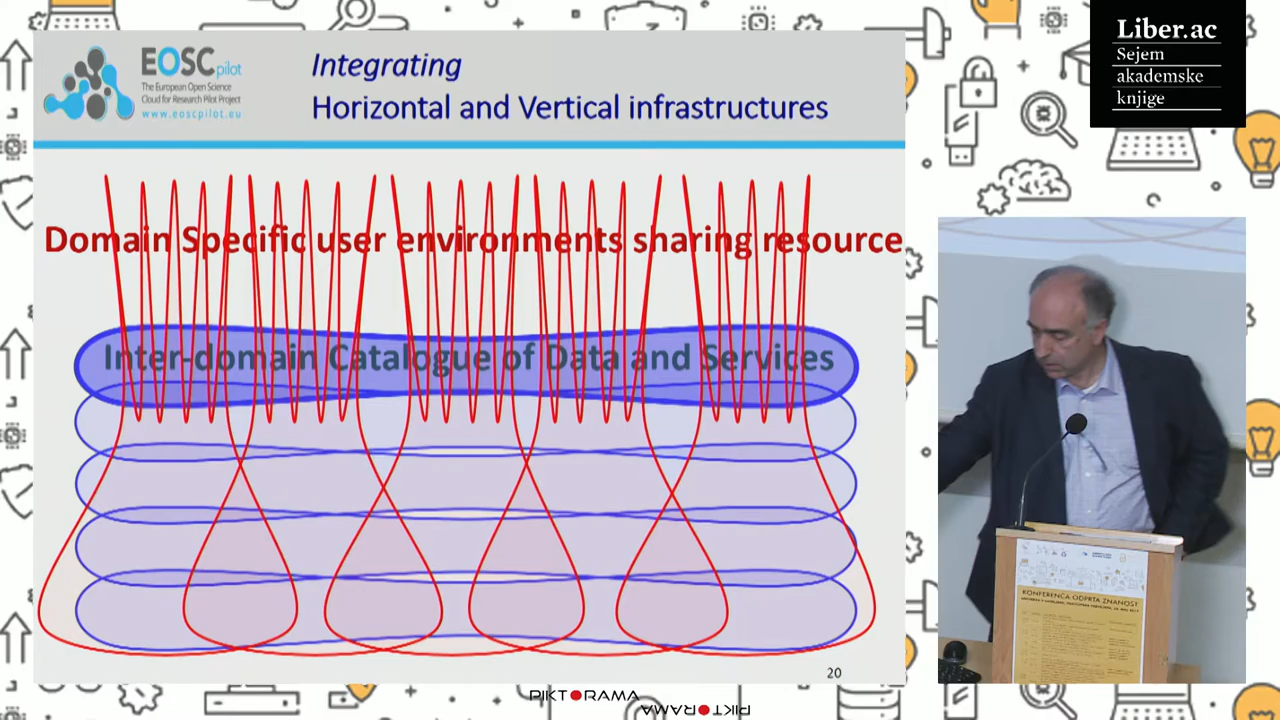 EOSCpilot
The European Open Science
Cloud for Research Pilot Project
www.eoscpilot.eu
Integrating
Horizontal and Vertical infrastructures
Domain Specific user environments sharing resource
Inter-domain Catalogue of Data and Services
20
Liber.ac
Sejem
akademske
knjige
KONFERENCA ODPRTA ZNANOST
PIKTORAMA
PIKTORAMA